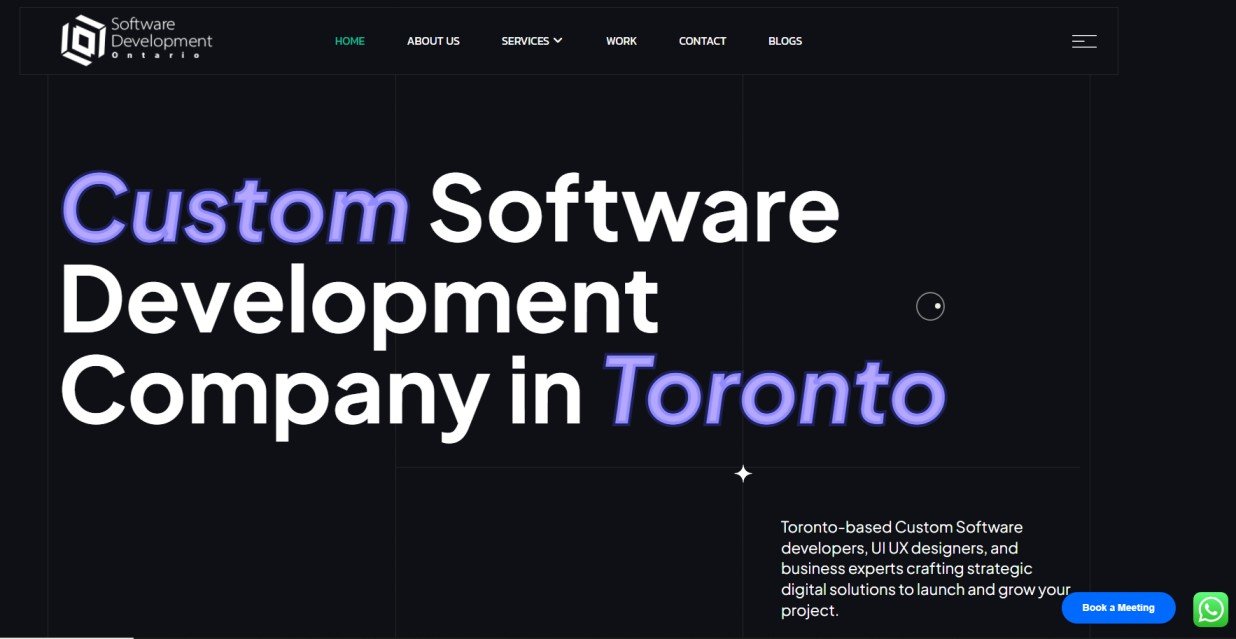 Software
Development
Ontario
HOME ABOUT US SERVICES WORK CONTACT BLOGS
Custom Software
Development
Company in Toronto
Toronto-based Custom Software
developers, UI UX designers, and
business experts crafting strategic
digital solutions to launch and grow your
project.
Book a Meeting